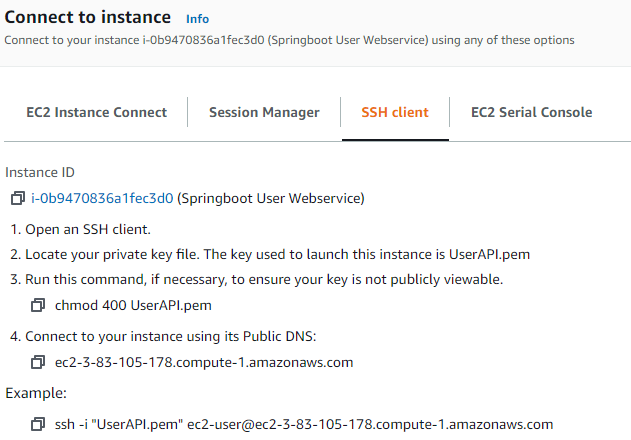 Connect to instance Info
Connect to your instance i-0b9470836a1fec3d0 (Springboot User Webservice) using any of these options
EC2 Instance Connect Session Manager SSH client EC2 Serial Console
Instance ID
i-0b9470836a1fec3d0 (Springboot User Webservice)
1. Open an SSH client.
2. Locate your private key file. The key used to launch this instance is UserAPI.pem
3. Run this command, if necessary, to ensure your key is not publicly viewable.
chmod 400 UserAPI.pem
4. Connect to your instance using its Public DNS:
ec2-3-83-105-178.compute-1.amazonaws.com
Example:
ssh -i "UserAPI.pem" ec2-user@ec2-3-83-105-178.compute-1.amazonaws.com